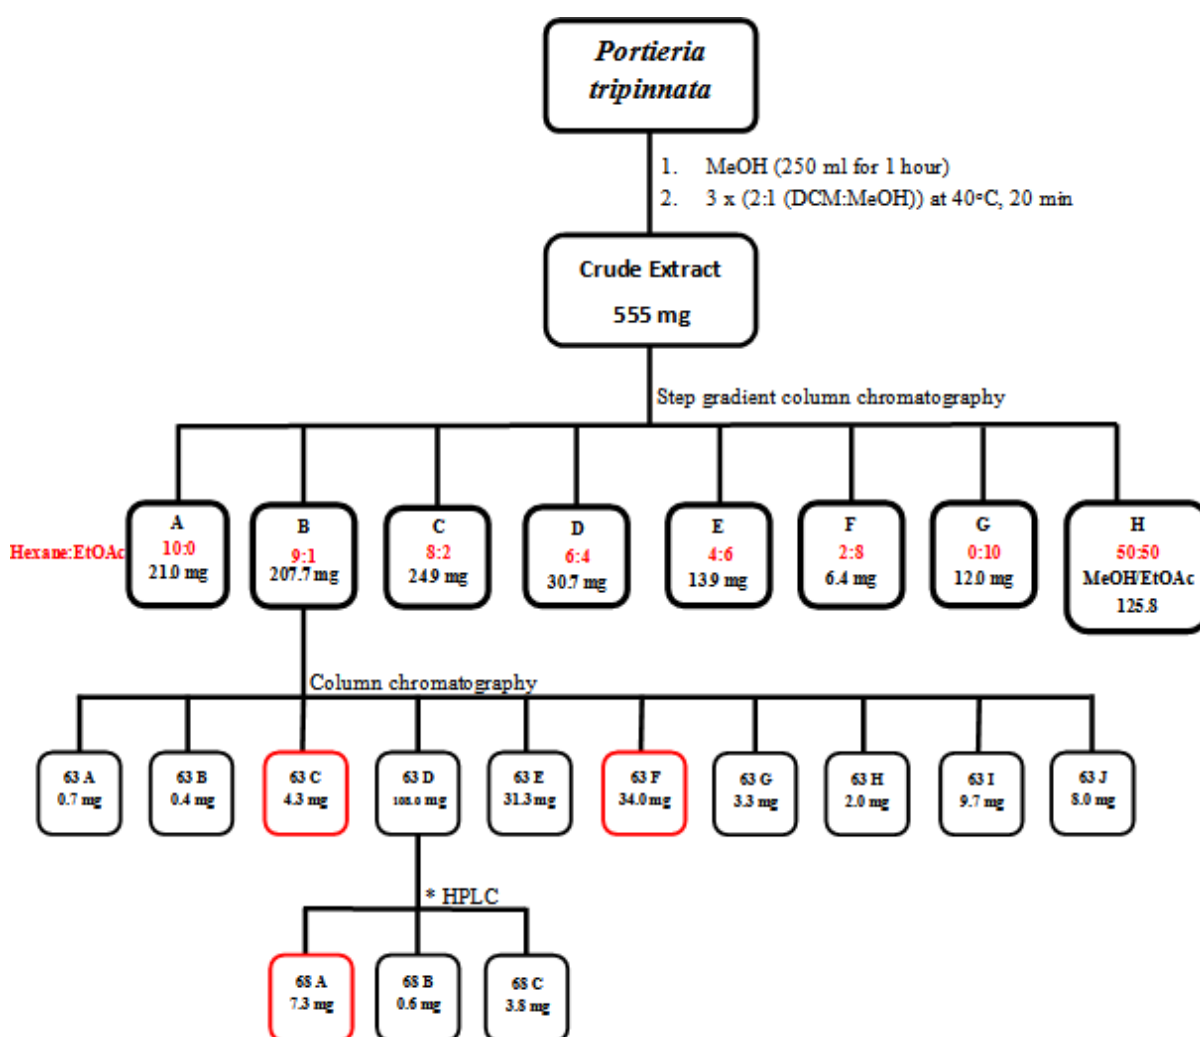 Portieria
tripinnata
1. MeOH (250 ml for 1 hour)
2. 3 x (2:1 (DCM:MeOH)) at 40°C, 20 min
Crude Extract
555 mg
Step gradient column chromatography
Hexane:EtOAc
A
10:0
21.0 mg
B
9:1
207.7 mg
C
8:2
24.9 mg
D
6:4
30.7 mg
E
4:6
13.9 mg
F
2:8
6.4 mg
G
0:10
12.0 mg
H
50:50
MeOH/EtOAc
125.8
Column chromatography
63 A
0.7 mg
63 B
0.4 mg
63 C
4.3 mg
63 D
108.0 mg
63 E
31.3 mg
63 F
34.0 mg
63 G
3.3 mg
63 H
2.0 mg
63 I
9.7 mg
63 J
8.0 mg
* HPLC
68 A
7.3 mg
68 B
0.6 mg
68 C
3.8 mg